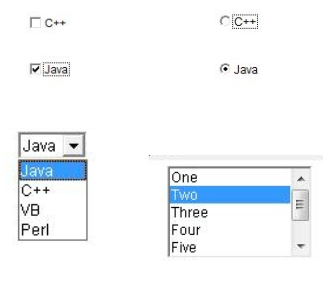 C++
C++
Java
Java
Java
Java
C++
VB
Perl
One
Two
Three
Four
Five